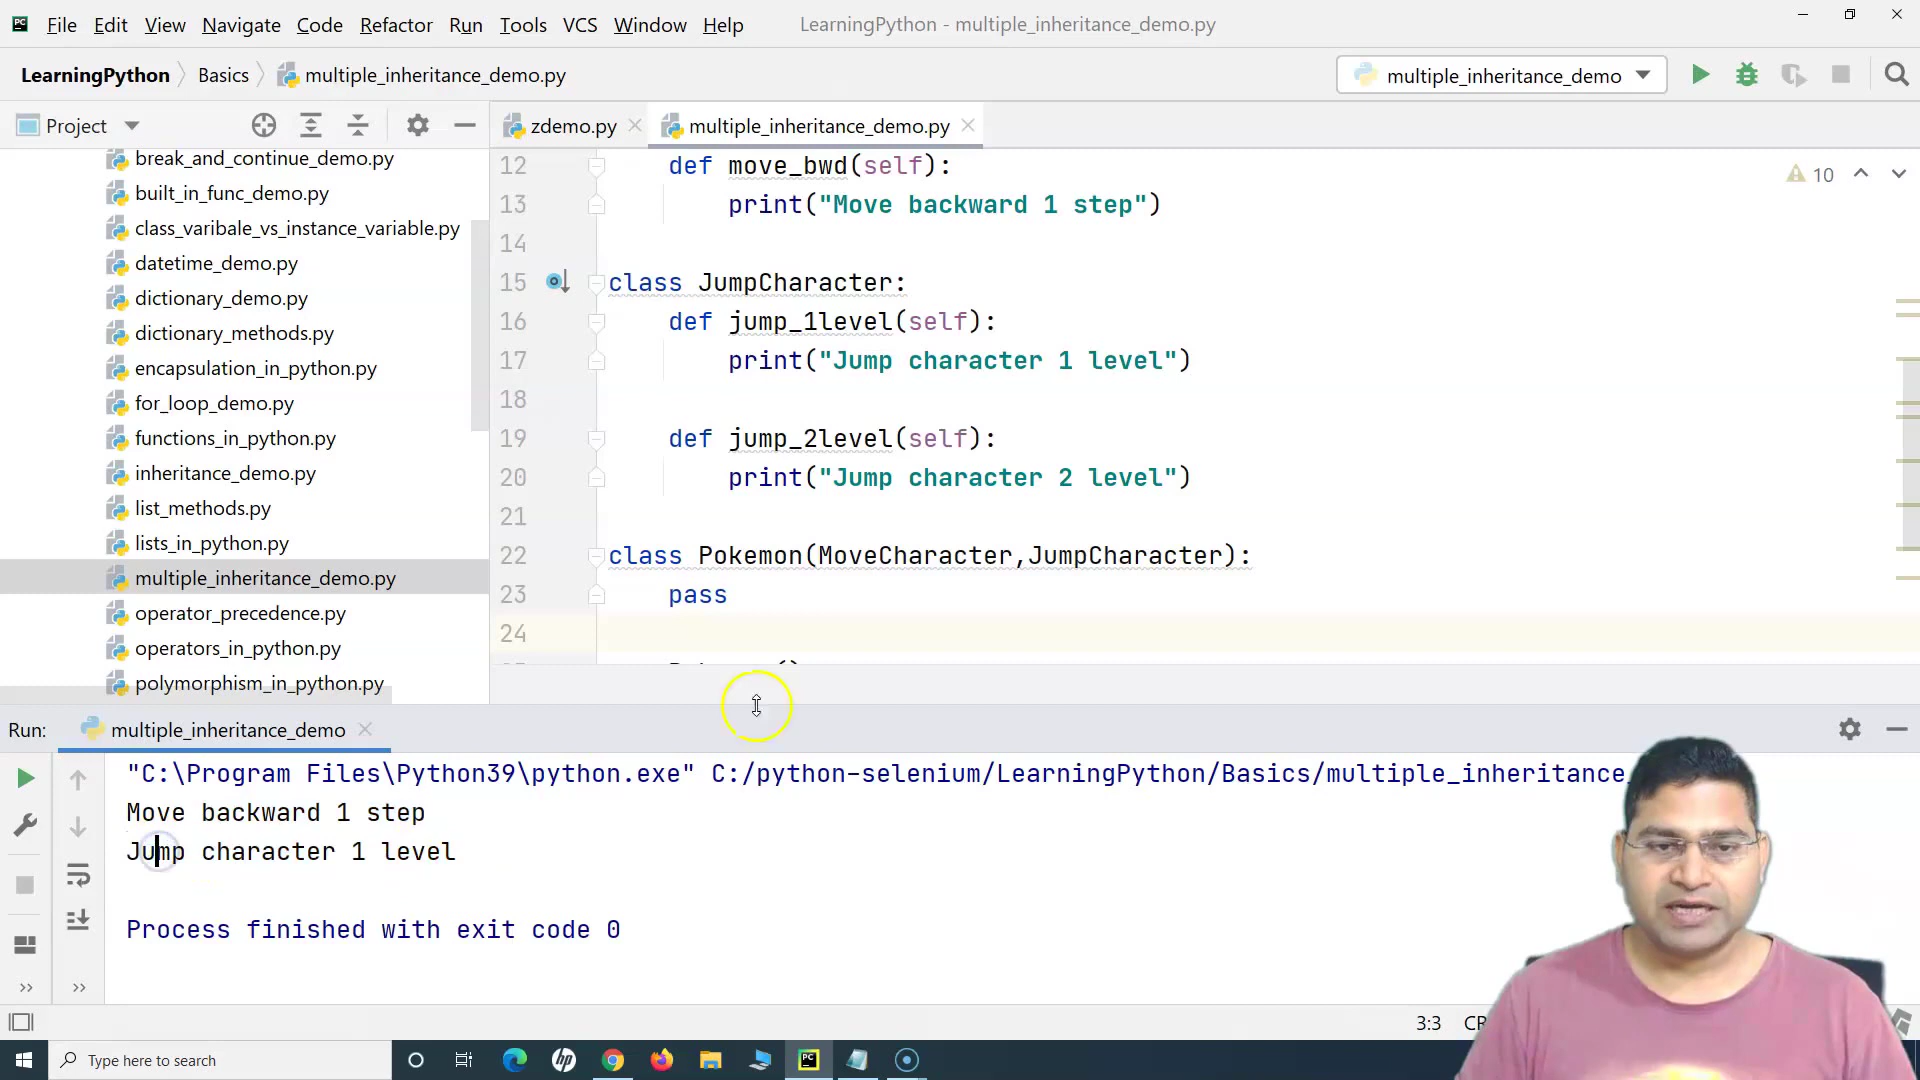 File Edit View Navigate Code Refactor Run Tools VCS Window Help LearningPython - multiple_inheritance_demo.py
LearningPython Basics multiple_inheritance_demo.py multiple_inheritance_demo
Project
zdemo.py multiple_inheritance_demo.py
break_and_continue_demo.py
built_in_func_demo.py
class_varibale_vs_instance_variable.py
datetime_demo.py
dictionary_demo.py
dictionary_methods.py
encapsulation_in_python.py
for_loop_demo.py
functions_in_python.py
inheritance_demo.py
list_methods.py
lists_in_python.py
multiple_inheritance_demo.py
operator_precedence.py
operators_in_python.py
polymorphism_in_python.py
10
12 def move_bwd(self):
13 print("Move backward 1 step")
14
15 class JumpCharacter:
16 def jump_1level(self):
17 print("Jump character 1 level")
18
19 def jump_2level(self):
20 print("Jump character 2 level")
21
22 class Pokemon(MoveCharacter,JumpCharacter):
23 pass
24
Run: multiple_inheritance_demo
"C:\Program Files\Python39\python.exe" C:/python-selenium/LearningPython/Basics/multiple_inheritance
Move backward 1 step
Jump character 1 level
Process finished with exit code 0
3:3
Type here to search